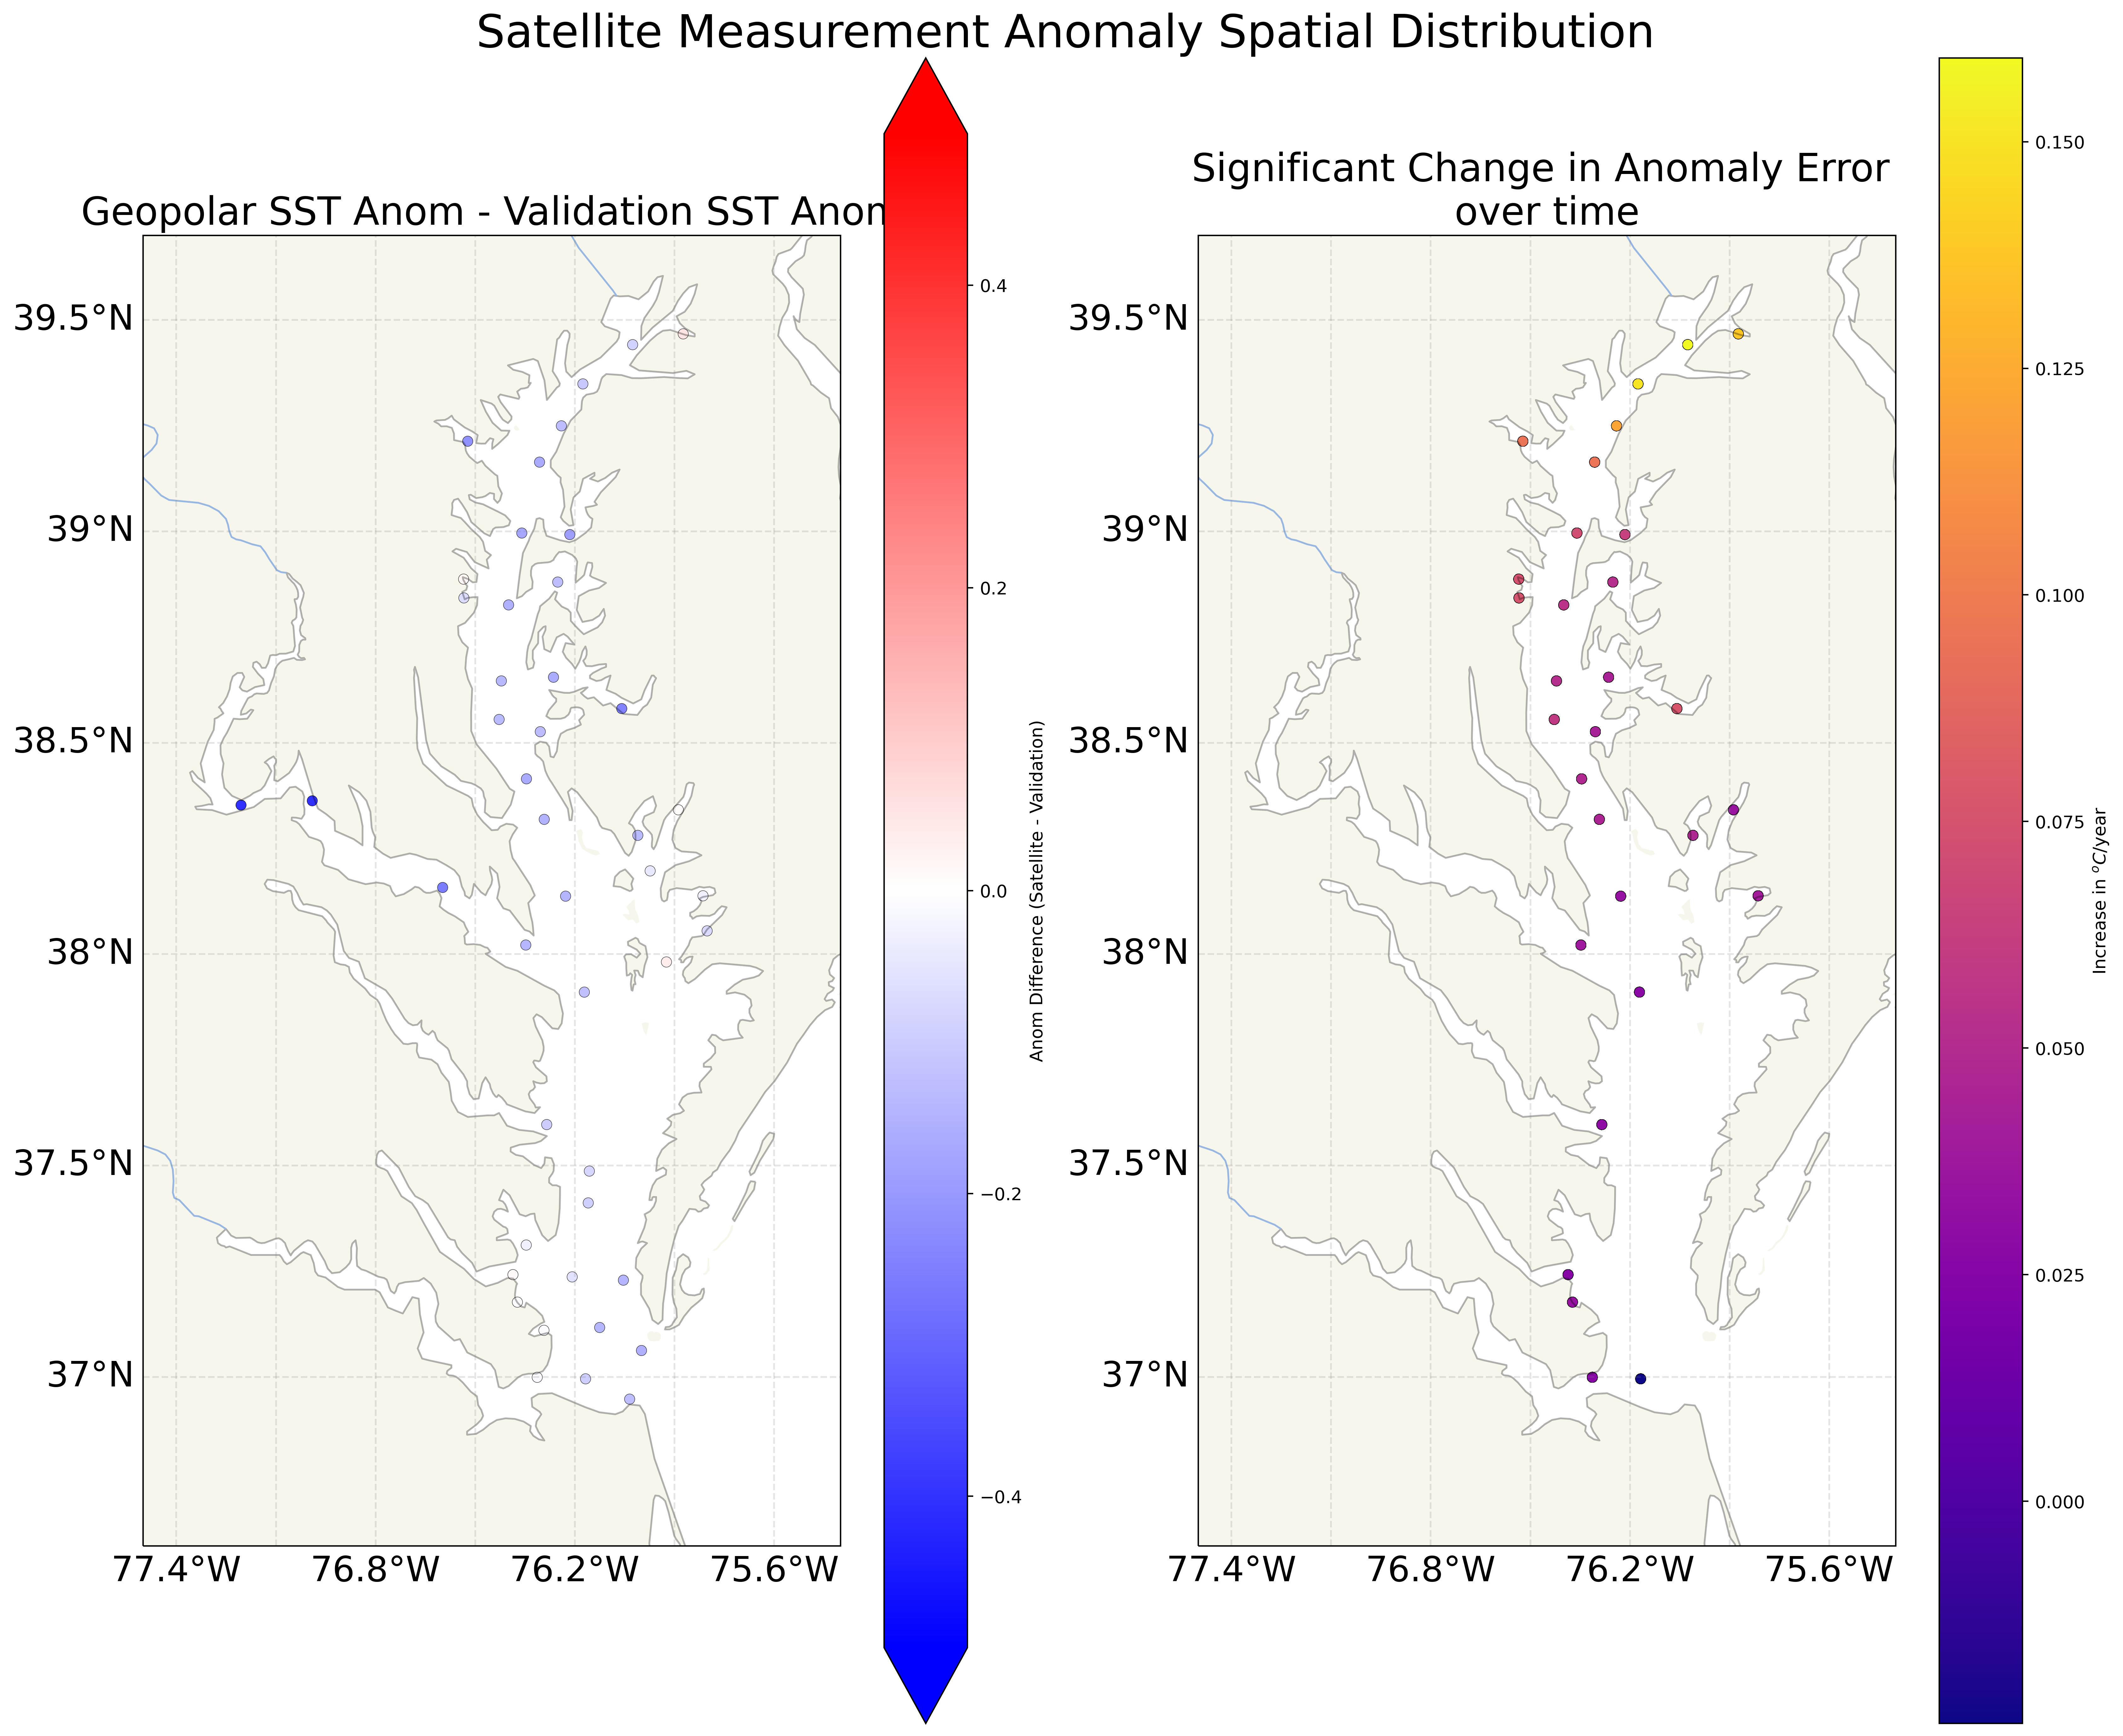 Satellite Measurement Anomaly Spatial Distribution
Geopolar SST Anom - Validation SST Anom
39.5°N
39°N
38.5°N
38°N
37.5°N
37°N
77.4°W
76.8°W
76.2°W
75.6°W
0.4
0.2
0.0
−0.2
−0.4
Anom Difference (Satellite - Validation)
Significant Change in Anomaly Error
over time
39.5°N
39°N
38.5°N
38°N
37.5°N
37°N
77.4°W
76.8°W
76.2°W
75.6°W
0.150
0.125
0.100
0.075
0.050
0.025
0.000
Increase in °C/year